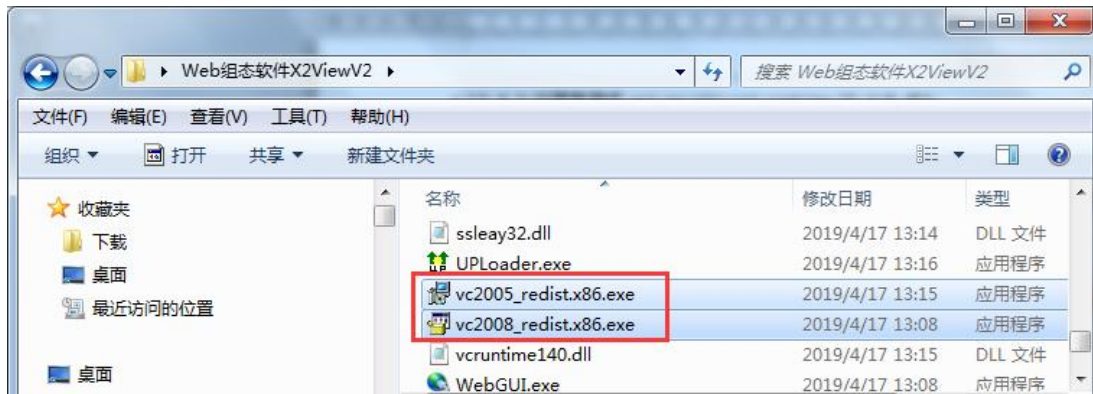 Web组态软件X2ViewV2
搜索 Web组态软件X2ViewV2
文件(F) 编辑(E) 查看(V) 工具(T) 帮助(H)
组织 打开 共享 新建文件夹
收藏夹
下载
桌面
最近访问的位置
桌面
名称 修改日期 类型
ssleay32.dll 2019/4/17 13:14 DLL 文件
UPLoader.exe 2019/4/17 13:16 应用程序
vc2005_redist.x86.exe 2019/4/17 13:15 应用程序
vc2008_redist.x86.exe 2019/4/17 13:08 应用程序
vcruntime140.dll 2019/4/17 13:15 DLL 文件
WebGUI.exe 2019/4/17 13:08 应用程序